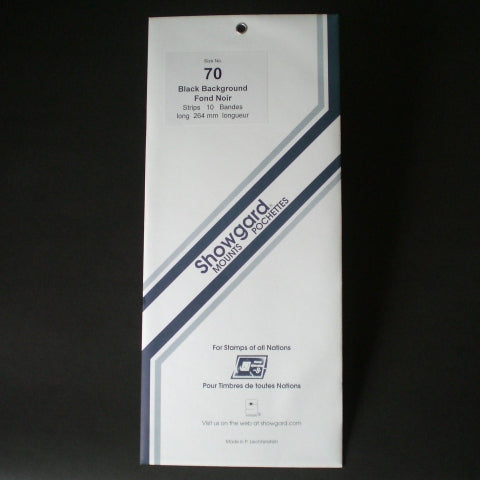 Size No.
70
Black Background
Fond Noir
Strips 10 Bandes
long 264 mm longueur
Showgard®
MOUNTS POCHETTES
For Stamps of all Nations
Pour Timbres de toutes Nations
Visit us on the web at showgard.com
Made in F. Liechtenstein